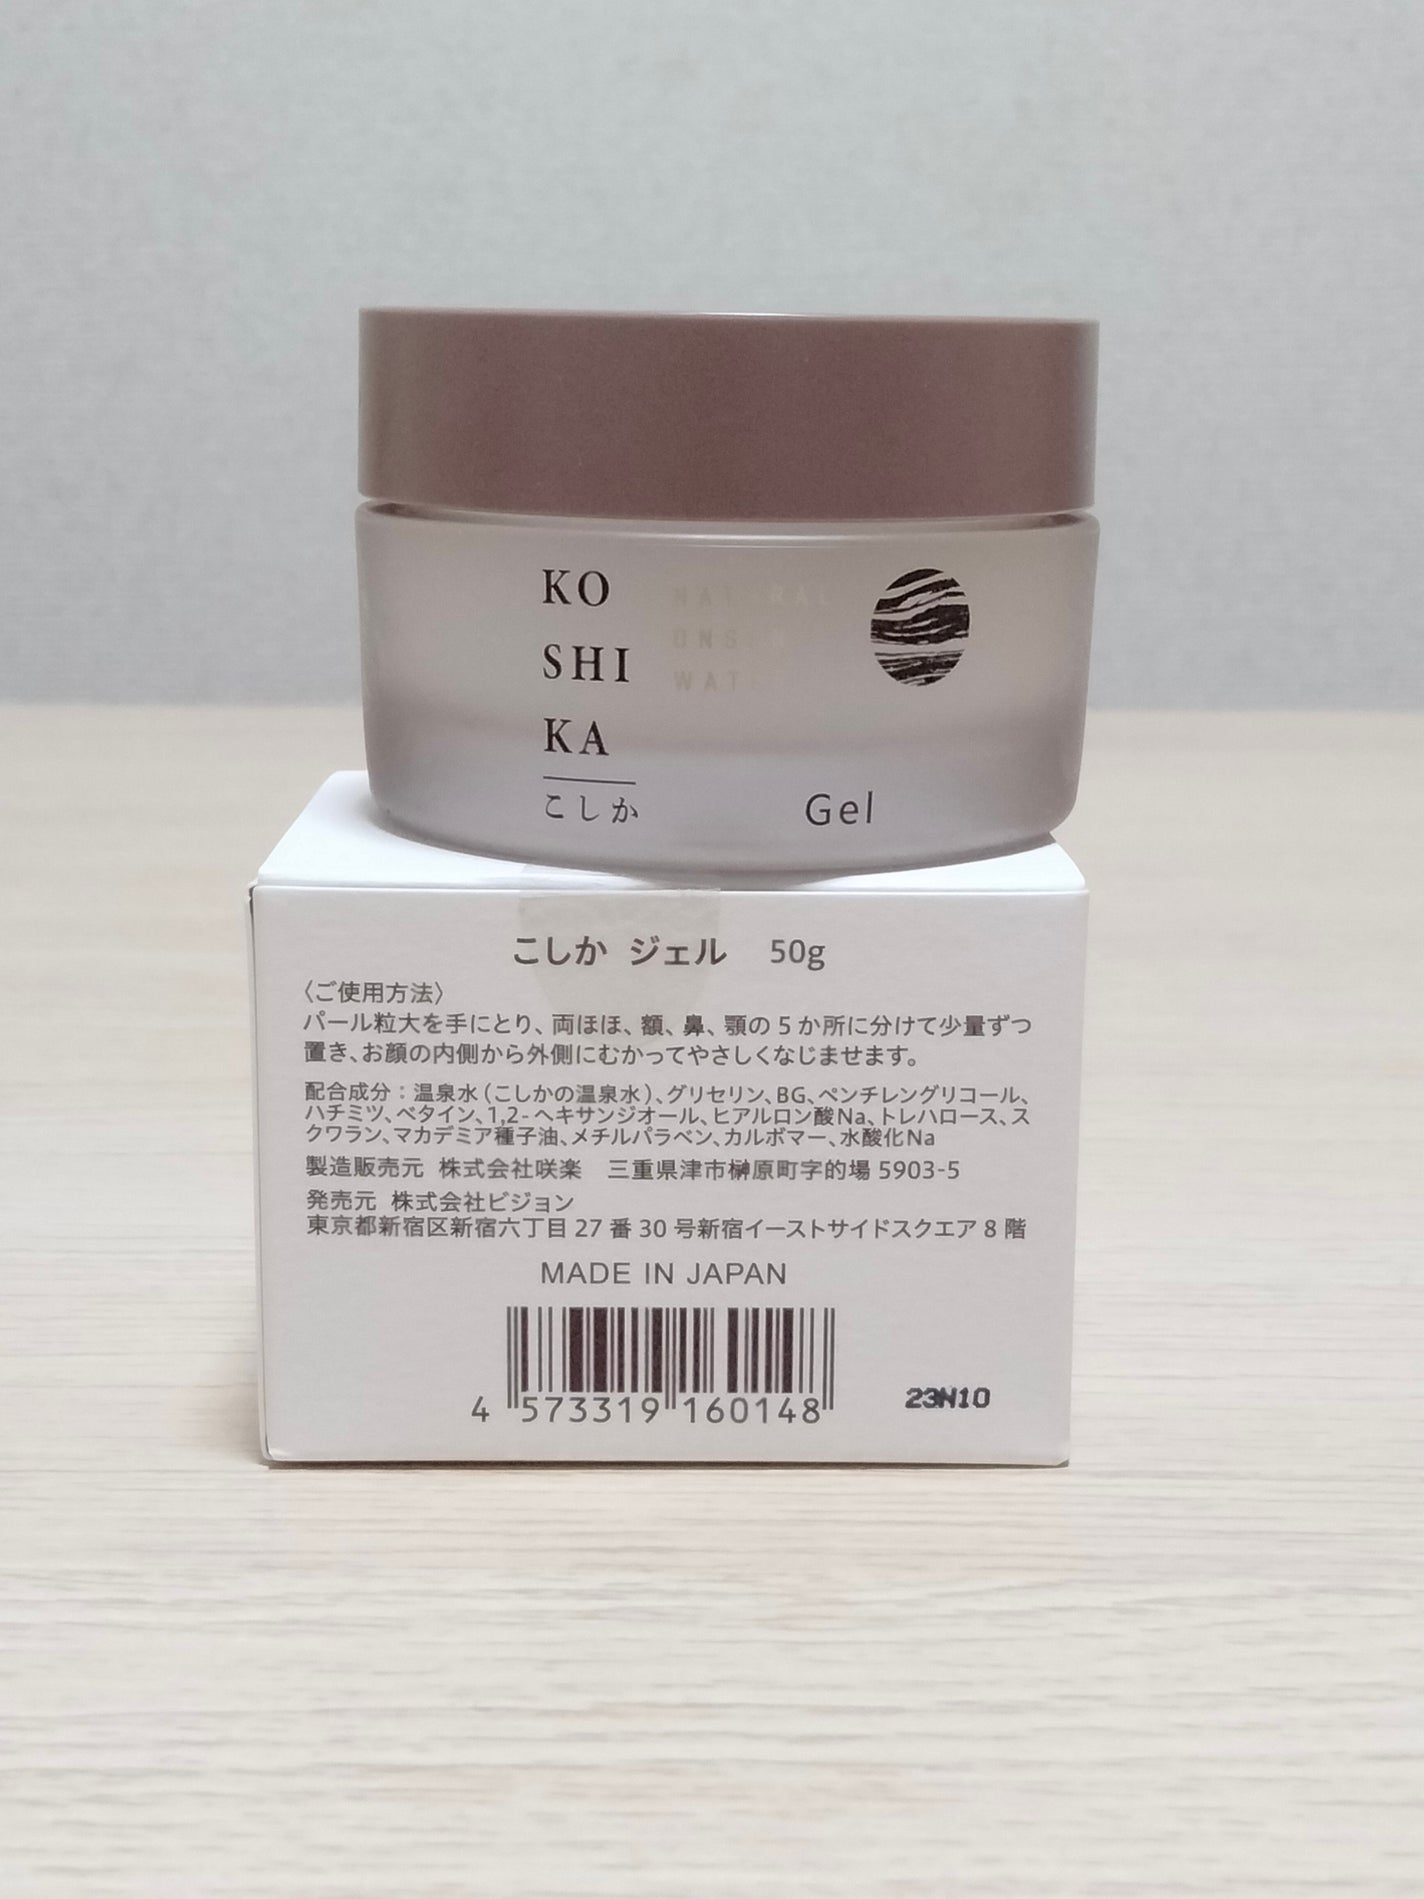 KO
SHI
KA
こしか
NATURAL
ONSEN
WATER
Gel
こしか ジェル 50g
〈ご使用方法〉
パール粒大を手にとり、両ほほ、額、鼻、顎の5か所に分けて少量ずつ
置き、お顔の内側から外側にむかってやさしくなじませます。
配合成分：温泉水(こしかの温泉水)、グリセリン、BG、ペンチレングリコール、
ハチミツ、ベタイン、1,2-ヘキサンジオール、ヒアルロン酸Na、トレハロース、ス
クワラン、マカデミア種子油、メチルパラベン、カルボマー、水酸化Na
製造販売元 株式会社咲楽 三重県津市榊原町字的場5903-5
発売元 株式会社ビジョン
東京都新宿区新宿六丁目27番30号新宿イーストサイドスクエア8階
MADE IN JAPAN
4 573319 160148
23N10